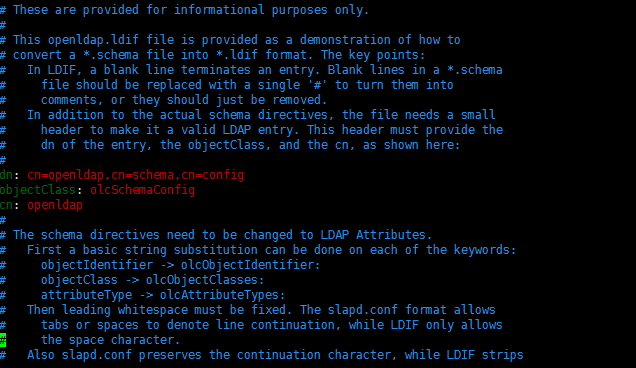 # These are provided for informational purposes only.
#
# This openldap.ldif file is provided as a demonstration of how to
# convert a *.schema file into *.ldif format. The key points:
#   In LDIF, a blank line terminates an entry. Blank lines in a *.schema
#     file should be replaced with a single '#' to turn them into
#     comments, or they should just be removed.
#   In addition to the actual schema directives, the file needs a small
#     header to make it a valid LDAP entry. This header must provide the
#     dn of the entry, the objectClass, and the cn, as shown here:
#
dn: cn=openldap,cn=schema,cn=config
objectClass: olcSchemaConfig
cn: openldap
#
# The schema directives need to be changed to LDAP Attributes.
#   First a basic string substitution can be done on each of the keywords:
#     objectIdentifier -> olcObjectIdentifier:
#     objectClass -> olcObjectClasses:
#     attributeType -> olcAttributeTypes:
#   Then leading whitespace must be fixed. The slapd.conf format allows
#     tabs or spaces to denote line continuation, while LDIF only allows
#     the space character.
#   Also slapd.conf preserves the continuation character, while LDIF strips